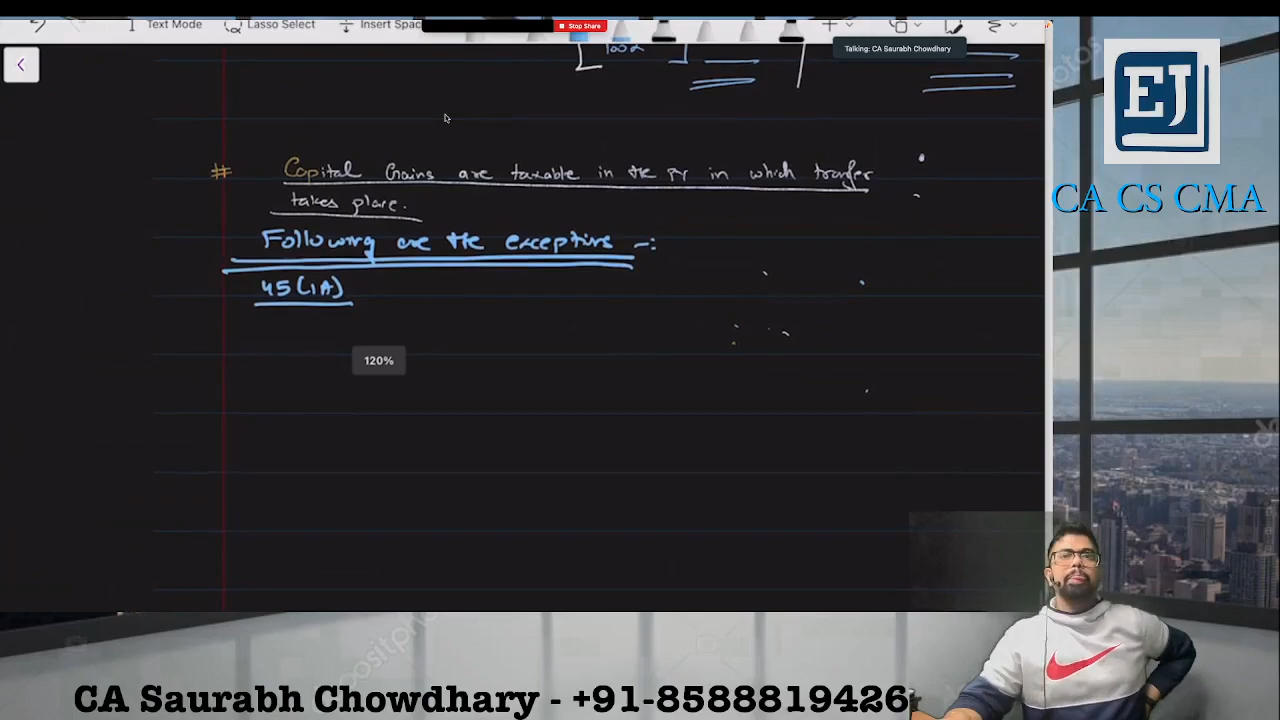 Text Mode Lasso Select Insert Spac
Stop Share
Talking: CA Saurabh Chowdhary
EJ
CA CS CMA
# Capital Gains are taxable in the PY in which transfer
takes place.
Following are the exceptions -:
45(1A)
120%
CA Saurabh Chowdhary - +91-8588819426